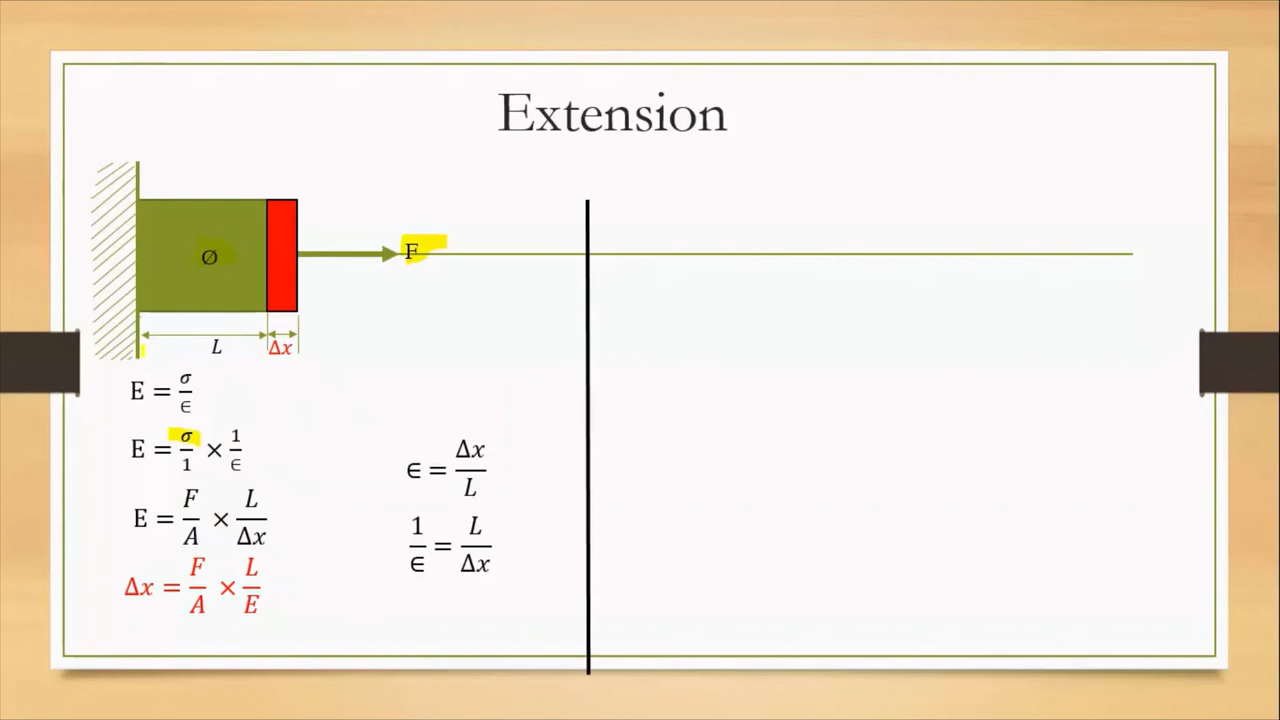 Extension
Ø
F
L
Δx
E = σ/∈
E = σ/1 × 1/∈
E = F/A × L/Δx
Δx = F/A × L/E
∈ = Δx/L
1/∈ = L/Δx